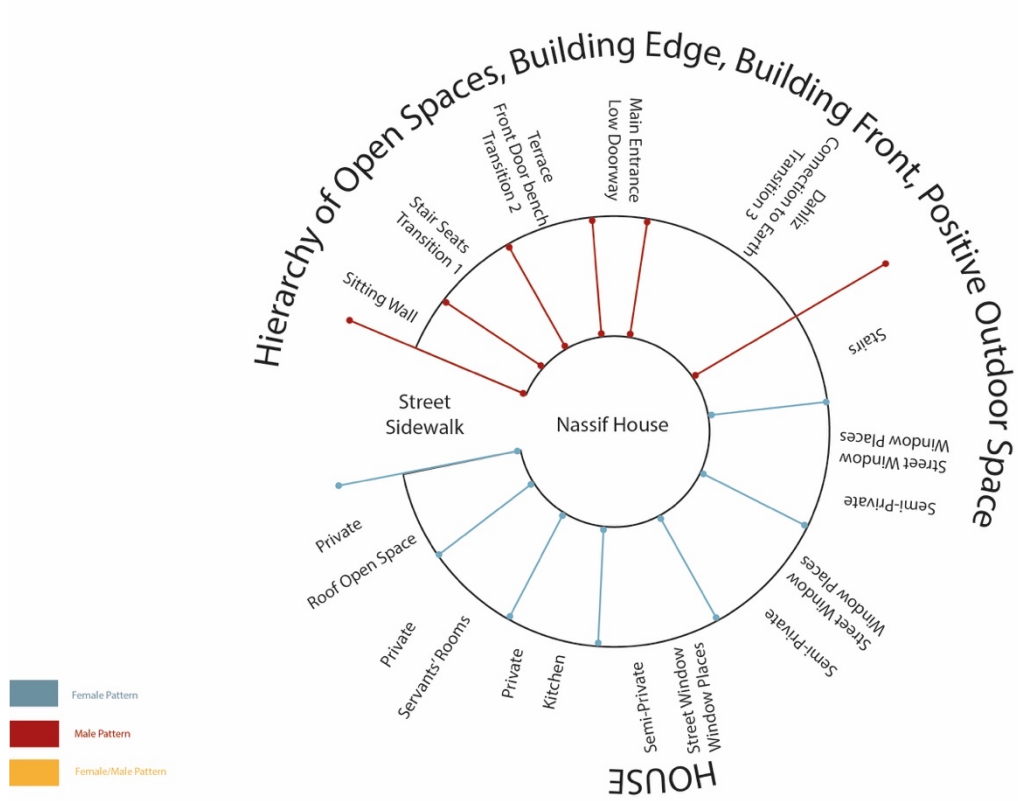 Hierarchy of Open Spaces, Building Edge, Building Front, Positive Outdoor Space
Sitting Wall
Stair Seats
Transition 1
Terrace
Front Door bench
Transition 2
Main Entrance
Low Doorway
Dahliz
Connection to Earth
Transition 3
Stairs
Window Places
Street Window
Semi-Private
Window Places
Street Window
Semi-Private
Semi-Private
Street Window
Window Places
Kitchen
Private
Servants' Rooms
Private
Roof Open Space
Private
Street
Sidewalk
Nassif House
HOUSE
Female Pattern
Male Pattern
Female/Male Pattern